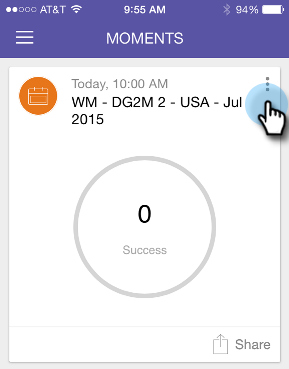 AT&T 9:55 AM 94%
MOMENTS
Today, 10:00 AM
WM - DG2M 2 - USA - Jul
2015
0
Success
Share